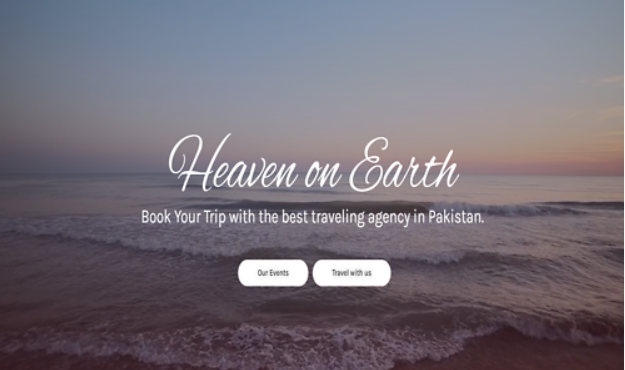 Heaven on Earth
Book Your Trip with the best traveling agency in Pakistan.
Our Events
Travel with us